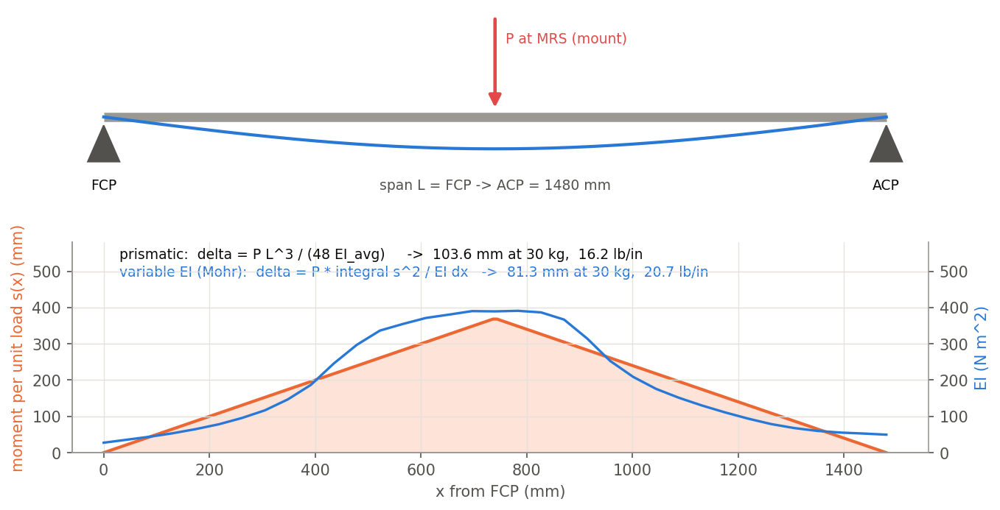 P at MRS (mount)
FCP
ACP
span L = FCP -> ACP = 1480 mm
moment per unit load s(x) (mm)
EI (N m^2)
prismatic: delta = P L^3 / (48 EI_avg) -> 103.6 mm at 30 kg, 16.2 lb/in
variable EI (Mohr): delta = P * integral s^2 / EI dx -> 81.3 mm at 30 kg, 20.7 lb/in
500 500
400 400
300 300
200 200
100 100
0 0
0 200 400 600 800 1000 1200 1400
x from FCP (mm)